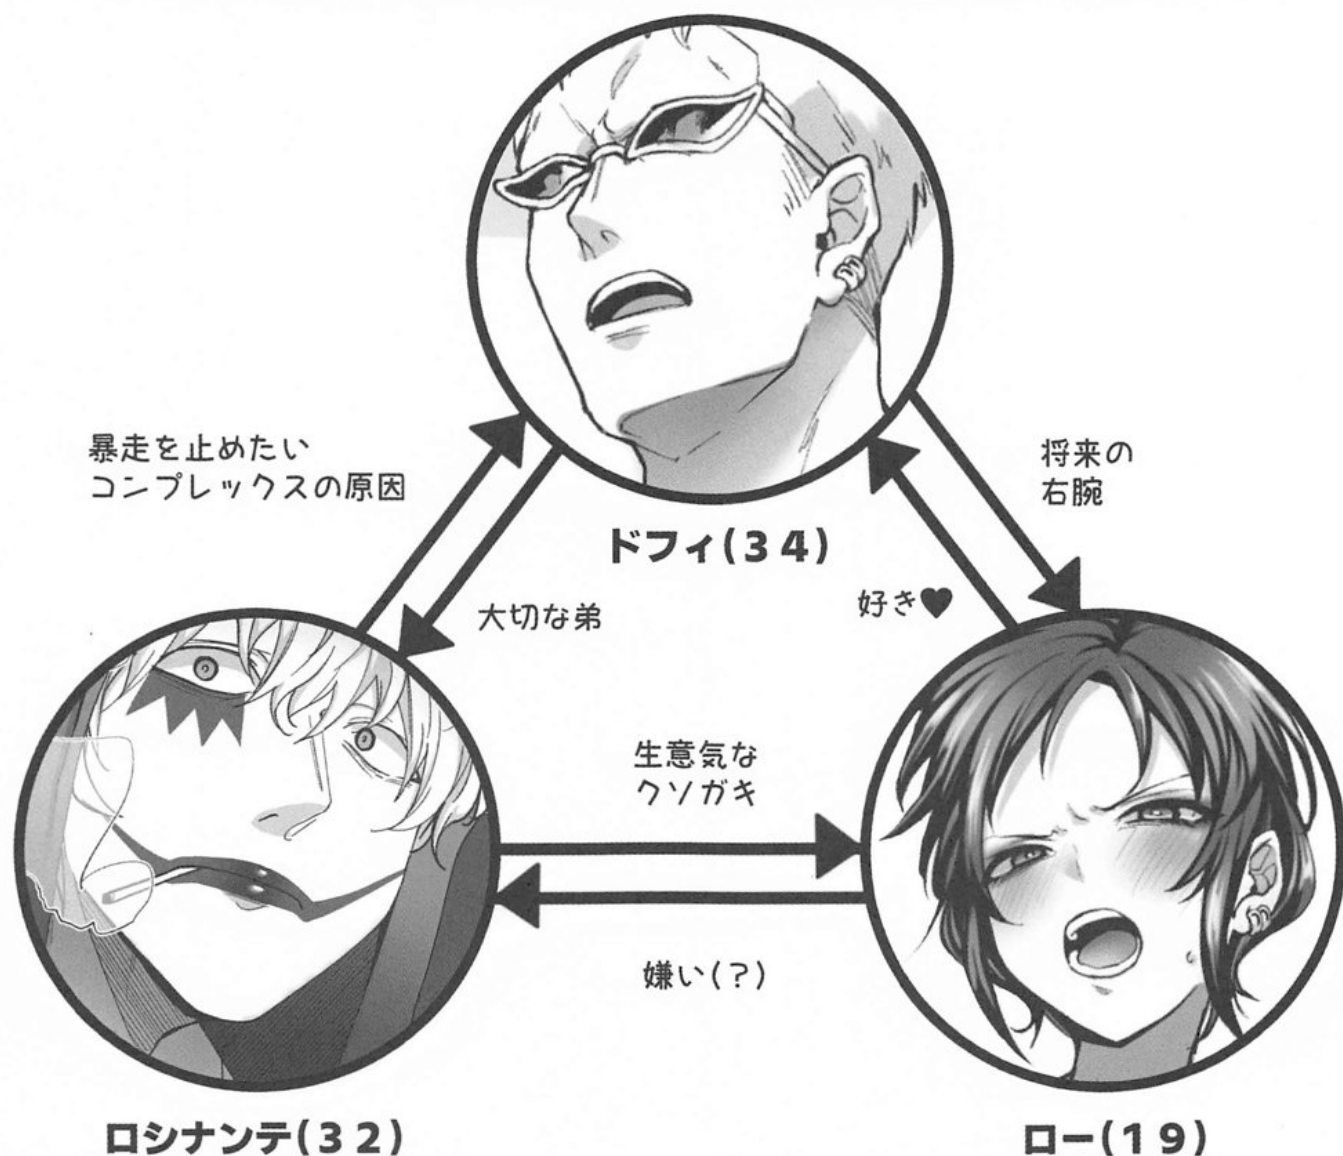 暴走を止めたい
コンプレックスの原因
将来の
右腕
ドフィ(34)
大切な弟
好き♥
生意気な
クソガキ
嫌い(?)
ロシナンテ(32)
ロー(19)